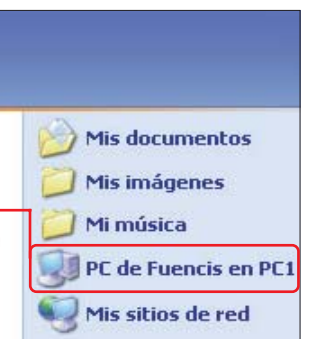 Mis documentos
Mis imágenes
Mi música
PC de Fuencis en PC1
Mis sitios de red